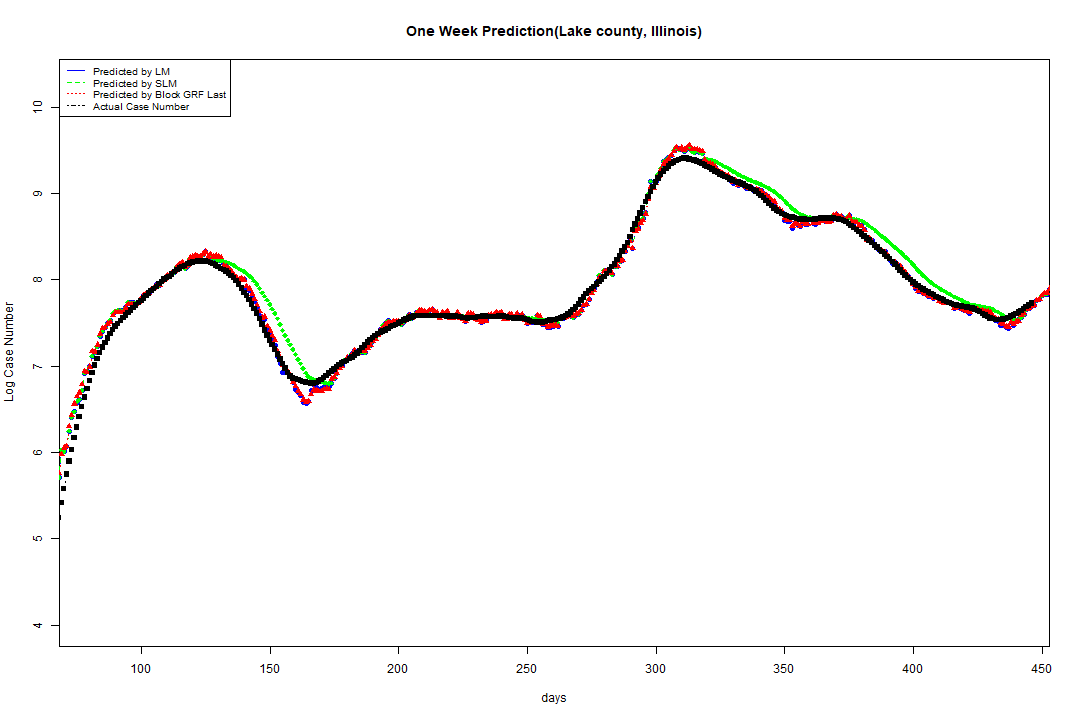 One Week Prediction(Lake county, Illinois)
Predicted by LM
Predicted by SLM
Predicted by Block GRF Last
Actual Case Number
10
9
8
7
6
5
4
Log Case Number
100 150 200 250 300 350 400 450
days